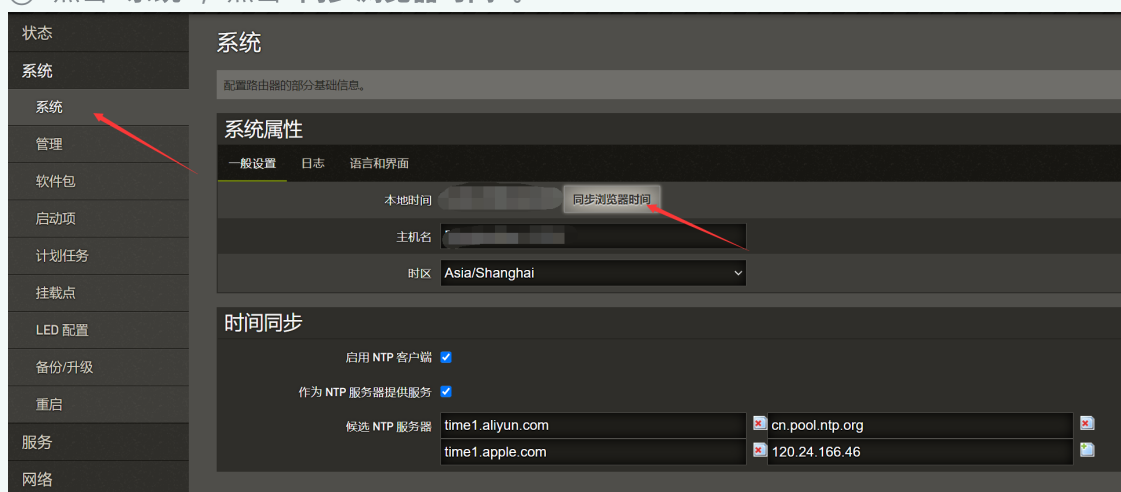 状态
系统
系统
管理
软件包
启动项
计划任务
挂载点
LED 配置
备份/升级
重启
服务
网络
系统
配置路由器的部分基础信息。
系统属性
一般设置 日志 语言和界面
本地时间 同步浏览器时间
主机名
时区 Asia/Shanghai
时间同步
启用 NTP 客户端
作为 NTP 服务器提供服务
候选 NTP 服务器 time1.aliyun.com cn.pool.ntp.org
time1.apple.com 120.24.166.46